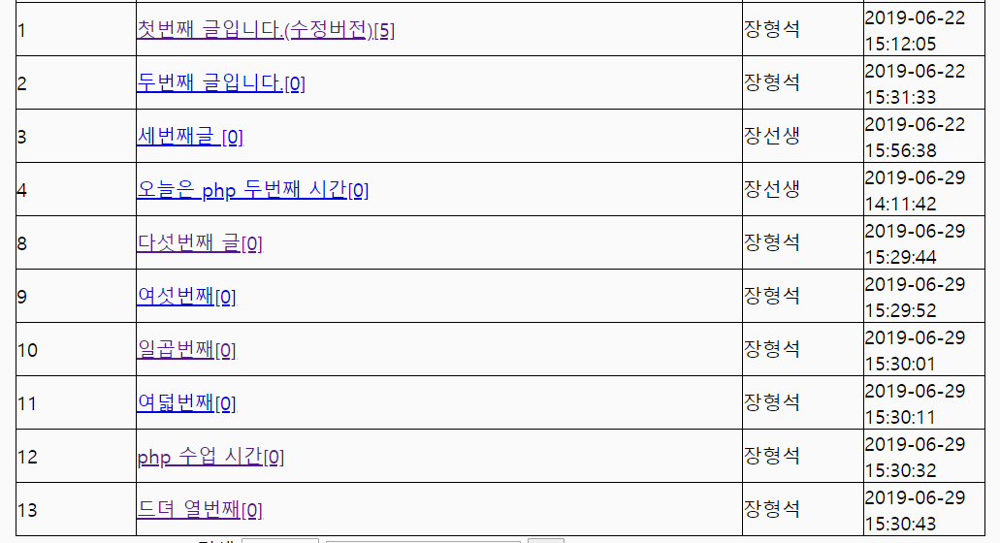 1 첫번째 글입니다.(수정버전)[5] 장형석 2019-06-22 15:12:05
2 두번째 글입니다.[0] 장형석 2019-06-22 15:31:33
3 세번째글 [0] 장선생 2019-06-22 15:56:38
4 오늘은 php 두번째 시간[0] 장선생 2019-06-29 14:11:42
8 다섯번째 글[0] 장형석 2019-06-29 15:29:44
9 여섯번째[0] 장형석 2019-06-29 15:29:52
10 일곱번째[0] 장형석 2019-06-29 15:30:01
11 여덟번째[0] 장형석 2019-06-29 15:30:11
12 php 수업 시간[0] 장형석 2019-06-29 15:30:32
13 드뎌 열번째[0] 장형석 2019-06-29 15:30:43